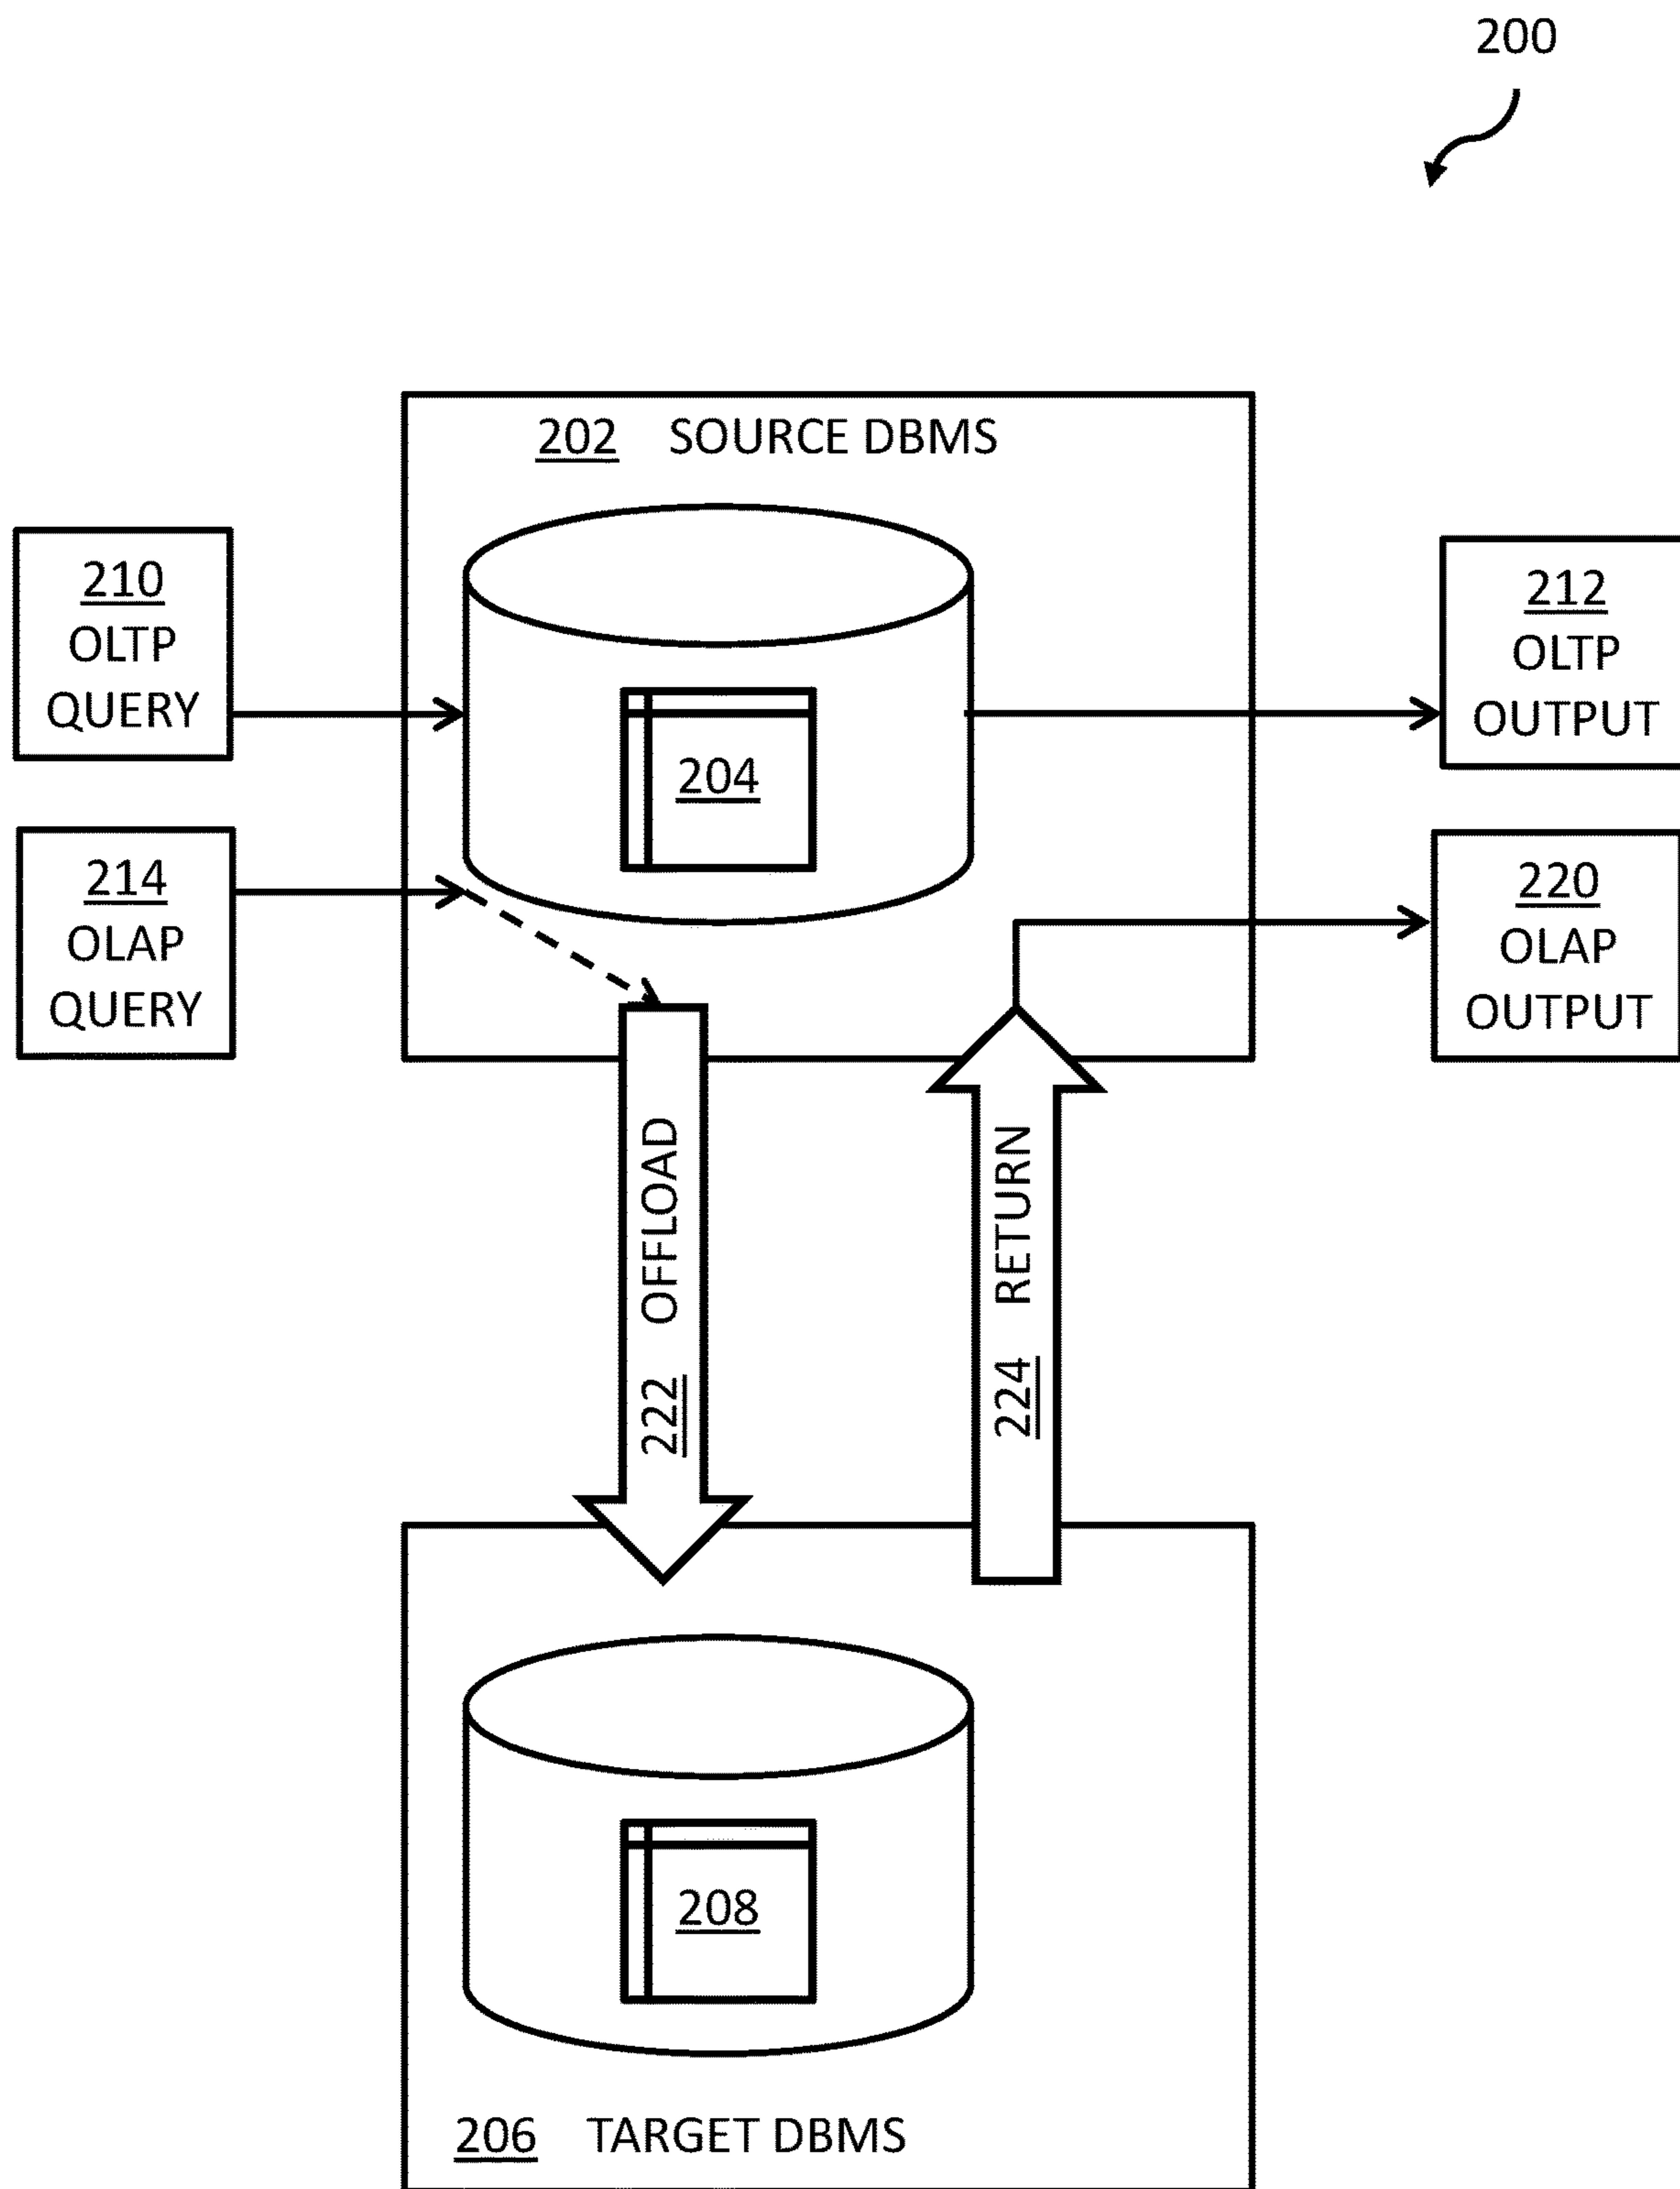 200
202 SOURCE DBMS
210
OLTP
QUERY
204
212
OLTP
OUTPUT
214
OLAP
QUERY
220
OLAP
OUTPUT
222 OFFLOAD
224 RETURN
208
206 TARGET DBMS